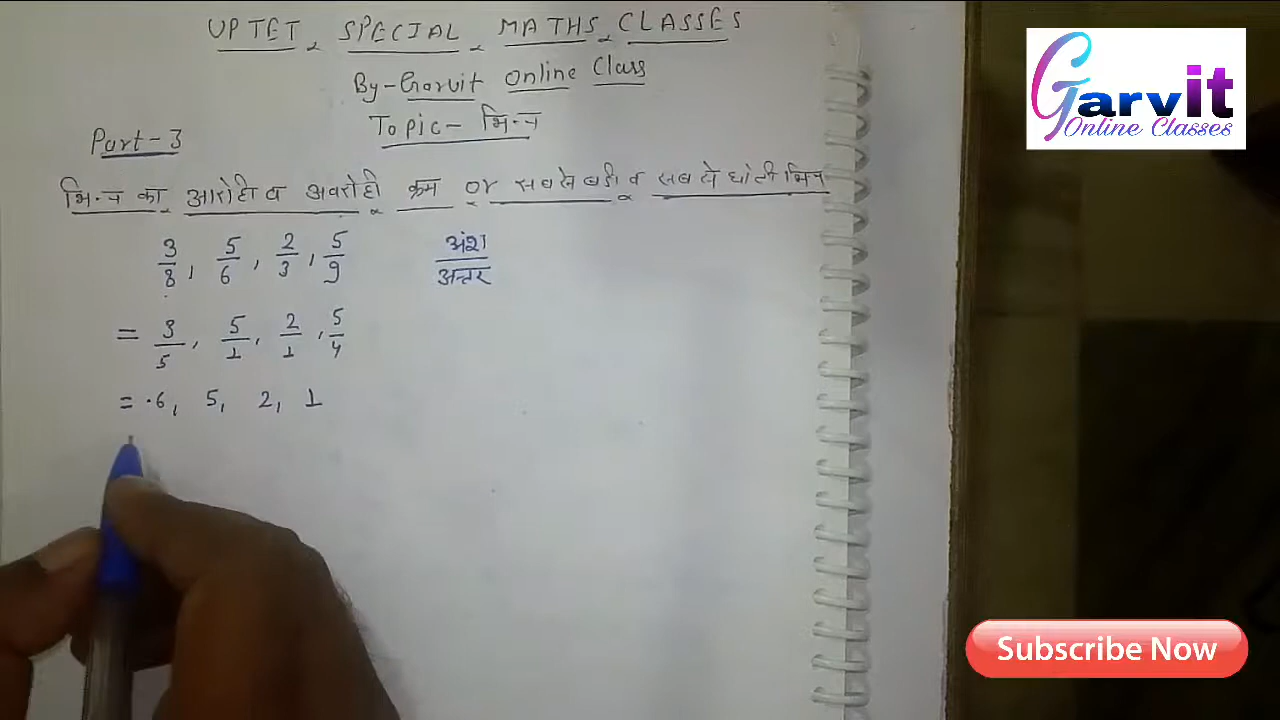 UPTET, SPECIAL, MATHS, CLASSES
By-Garvit Online Class
Topic- भिन्न
Part-3
भिन्न का आरोही व अवरोही क्रम or सबसे बडी व सबसे छोटी भिन्न
3/8, 5/6, 2/3, 5/9
अंश/अन्तर
= 3/5, 5/1, 2/1, 5/4
= .6, 5, 2, 1
Garvit
Online Classes
Subscribe Now